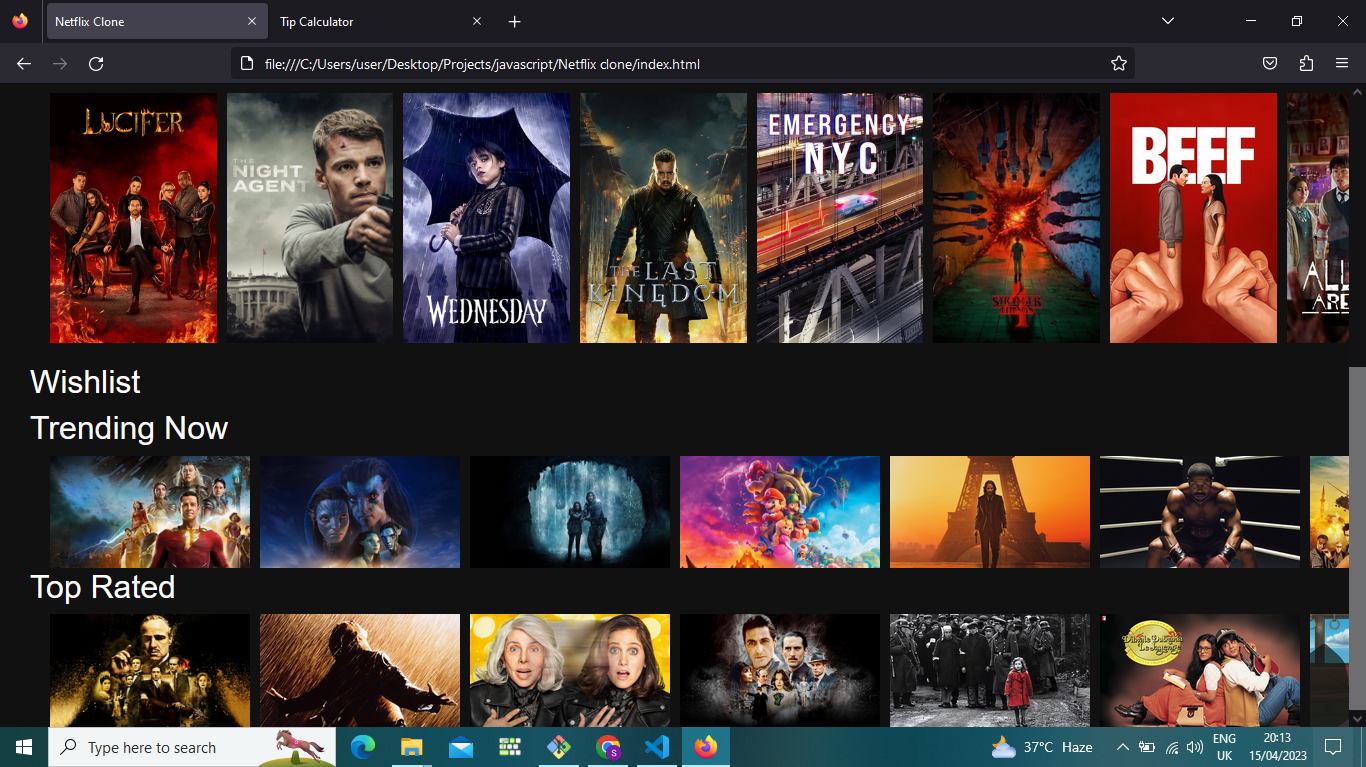 Netflix Clone
Tip Calculator
file:///C:/Users/user/Desktop/Projects/javascript/Netflix clone/index.html
LUCIFER
THE
NIGHT
AGENT
WEDNESDAY
THE LAST
KINGDOM
EMERGENCY
NYC
STRANGER
THINGS
4
BEEF
ALL
ARE
Wishlist
Trending Now
Top Rated
Dilwale Dulhania
Le Jayenge
Type here to search
S
37°C Haze
ENG
UK
20:13
15/04/2023